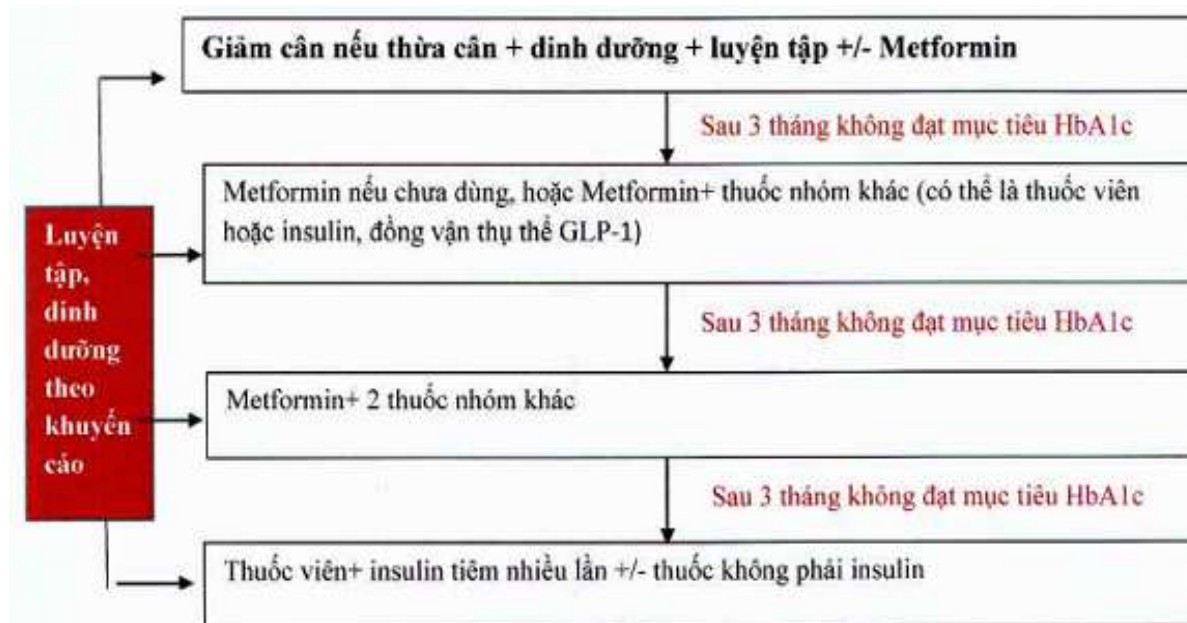 Giảm cân nếu thừa cân + dinh dưỡng + luyện tập +/- Metformin
Sau 3 tháng không đạt mục tiêu HbA1c
Metformin nếu chưa dùng, hoặc Metformin+ thuốc nhóm khác (có thể là thuốc viên
hoặc insulin, đồng vận thụ thể GLP-1)
Luyện
tập,
dinh
dưỡng
theo
khuyến
cáo
Sau 3 tháng không đạt mục tiêu HbA1c
Metformin+ 2 thuốc nhóm khác
Sau 3 tháng không đạt mục tiêu HbA1c
Thuốc viên+ insulin tiêm nhiều lần +/- thuốc không phải insulin